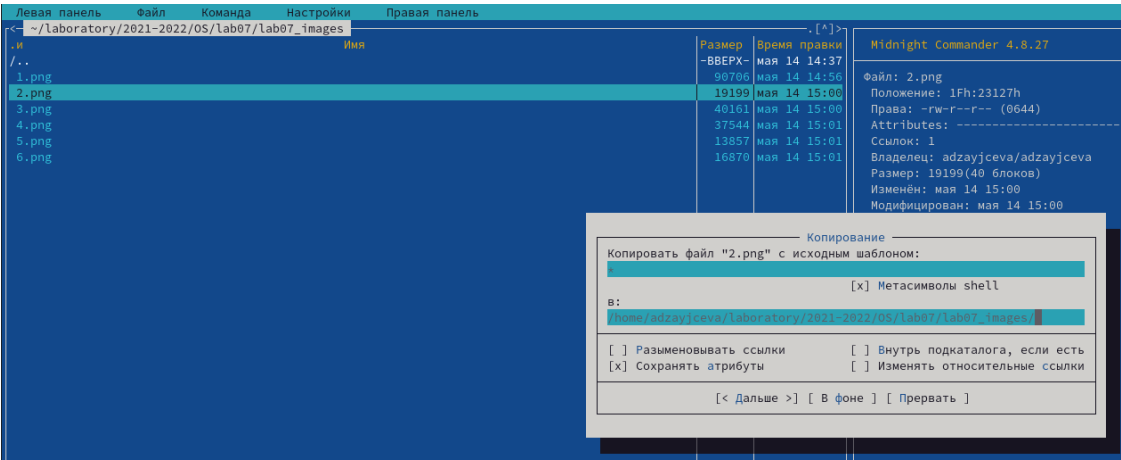 Левая панель Файл Команда Настройки Правая панель
<─ ~/laboratory/2021-2022/OS/lab07/lab07_images .[^]>
.и Имя Размер Время правки
/.. -ВВЕРХ- мая 14 14:37
1.png 90706 мая 14 14:56
2.png 19199 мая 14 15:00
3.png 40161 мая 14 15:00
4.png 37544 мая 14 15:01
5.png 13857 мая 14 15:01
6.png 16870 мая 14 15:01
Midnight Commander 4.8.27
Файл: 2.png
Положение: 1Fh:23127h
Права: -rw-r--r-- (0644)
Attributes: -----------------------
Ссылок: 1
Владелец: adzayjceva/adzayjceva
Размер: 19199(40 блоков)
Изменён: мая 14 15:00
Модифицирован: мая 14 15:00
Копирование
Копировать файл "2.png" с исходным шаблоном:
*
[x] Метасимволы shell
в:
/home/adzayjceva/laboratory/2021-2022/OS/lab07/lab07_images/
[ ] Разыменовывать ссылки [ ] Внутрь подкаталога, если есть
[x] Сохранять атрибуты [ ] Изменять относительные ссылки
[< Дальше >] [ В фоне ] [ Прервать ]